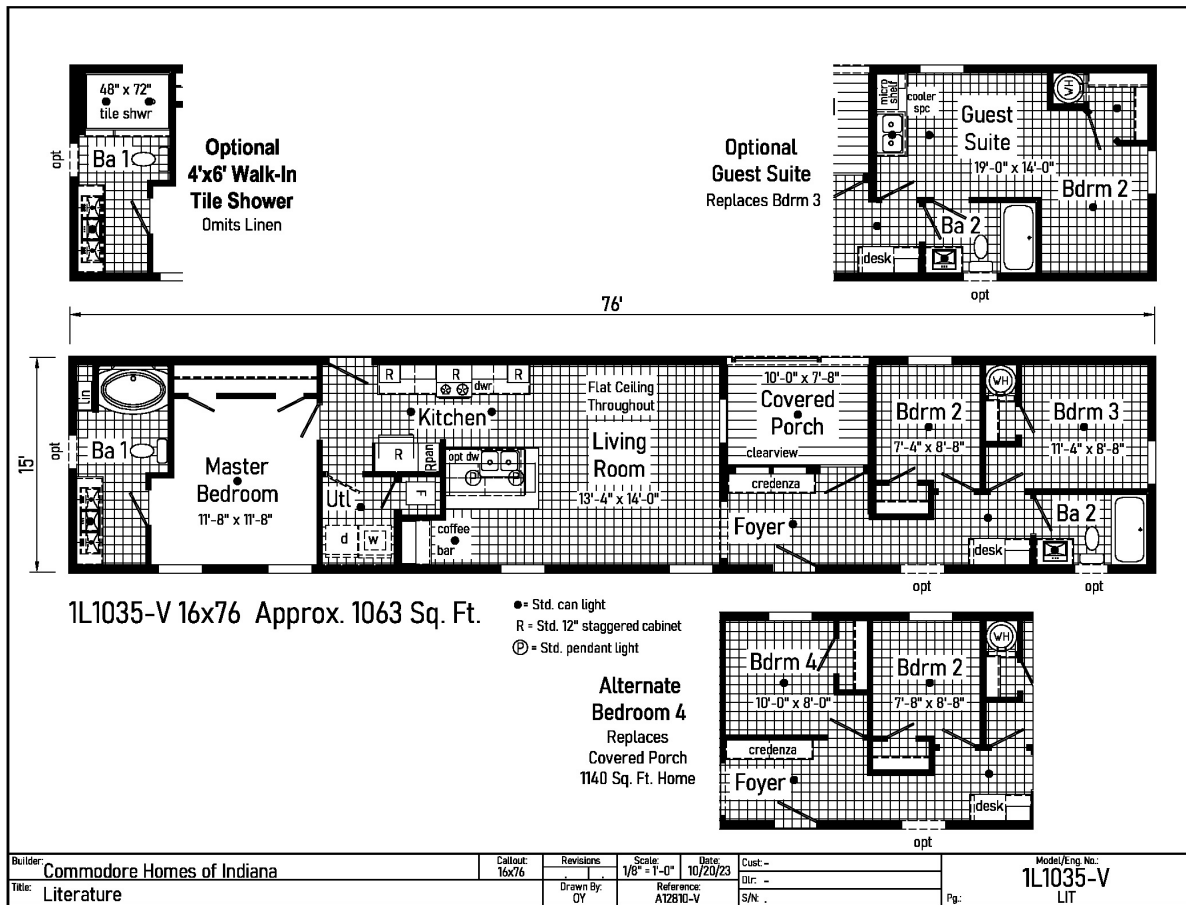 48" x 72"
tile shwr
opt
Ba 1
Optional
4'x6' Walk-In
Tile Shower
Omits Linen
Optional
Guest Suite
Replaces Bdrm 3
micro
shelf
cooler
spc
Guest
Suite
19'-0" x 14'-0"
WH
Bdrm 2
Ba 2
desk
opt
76'
15'
lin
opt
Ba 1
Master
Bedroom
11'-8" x 11'-8"
R
R
R
dwr
Kitchen
R
Rpan
opt dw
P
P
Utl
F
d
w
coffee
bar
Flat Ceiling
Throughout
Living
Room
13'-4" x 14'-0"
10'-0" x 7'-8"
Covered
Porch
clearview
credenza
Foyer
Bdrm 2
7'-4" x 8'-8"
WH
Bdrm 3
11'-4" x 8'-8"
Ba 2
desk
opt
opt
1L1035-V 16x76 Approx. 1063 Sq. Ft.
= Std. can light
R = Std. 12" staggered cabinet
P = Std. pendant light
Alternate
Bedroom 4
Replaces
Covered Porch
1140 Sq. Ft. Home
Bdrm 4
10'-0" x 8'-0"
Bdrm 2
7'-8" x 8'-8"
WH
credenza
Foyer
desk
opt
Builder: Commodore Homes of Indiana
Title: Literature
Callout:
16x76
Revisions
Scale:
1/8" = 1'-0"
Date:
10/20/23
Drawn By:
OY
Reference:
A12810-V
Cust: -
Dlr: -
S/N: .
Model/Eng. No.:
1L1035-V
Pg.: LIT